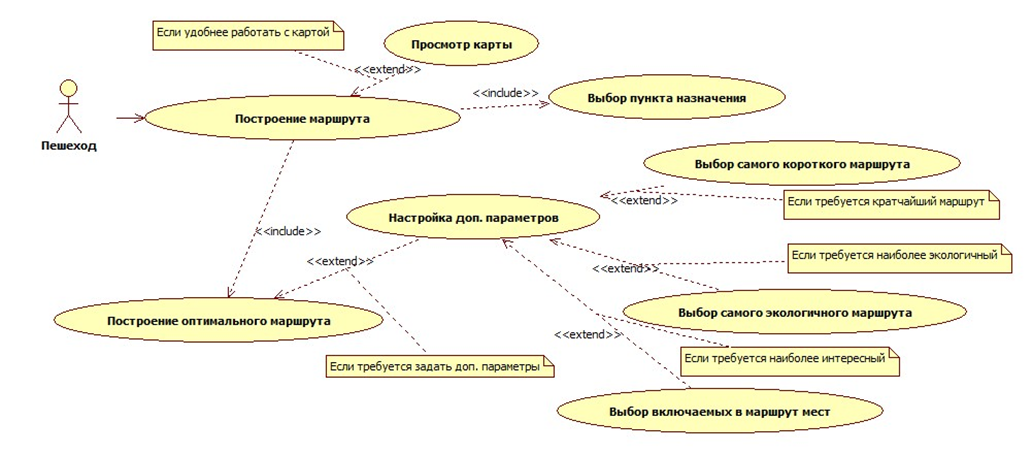 Если удобнее работать с картой
Просмотр карты
<<extend>>
<<include>>
Выбор пункта назначения
Построение маршрута
Пешеход
Выбор самого короткого маршрута
<<extend>>
Если требуется кратчайший маршрут
Настройка доп. параметров
<<include>>
<<extend>>
Если требуется наиболее экологичный
<<extend>>
Выбор самого экологичного маршрута
Построение оптимального маршрута
<<extend>>
Если требуется наиболее интересный
Если требуется задать доп. параметры
Выбор включаемых в маршрут мест